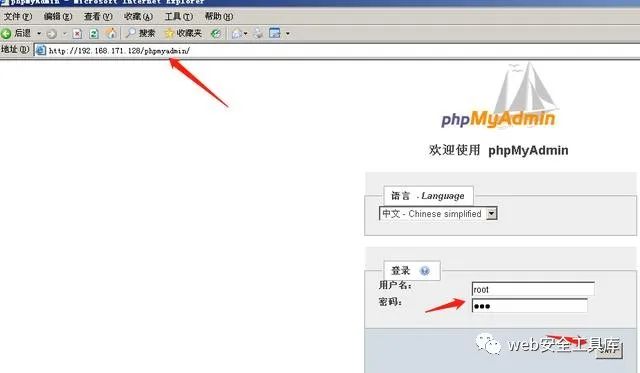 phpMyAdmin - Microsoft Internet Explorer
文件(F) 编辑(E) 查看(V) 收藏(A) 工具(T) 帮助(H)
后退 搜索 收藏夹
地址(D) http://192.168.171.128/phpmyadmin/
phpMyAdmin
欢迎使用 phpMyAdmin
语言 - Language
中文 - Chinese simplified
登录
用户名:
root
密码:
web安全工具库